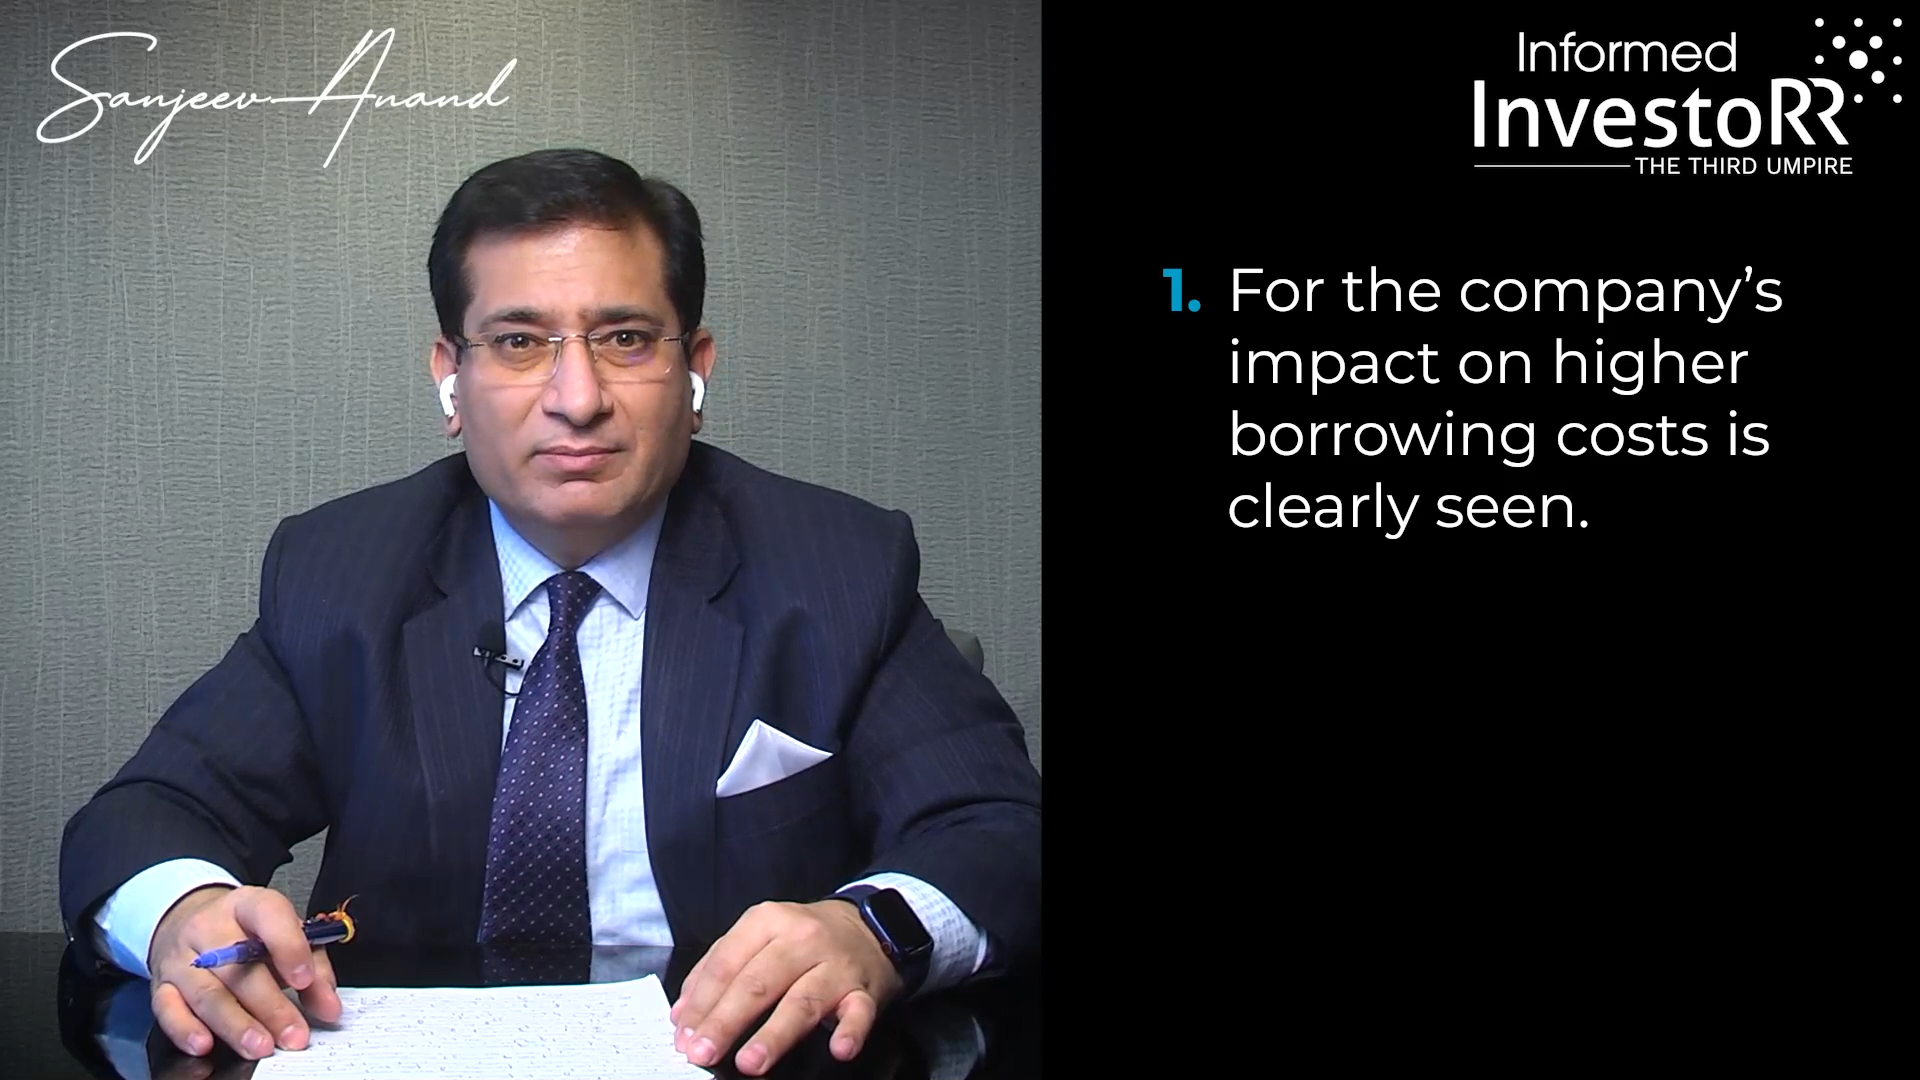 Sanjeev Anand
Informed
InvestoRR
THE THIRD UMPIRE
1. For the company’s
impact on higher
borrowing costs is
clearly seen.